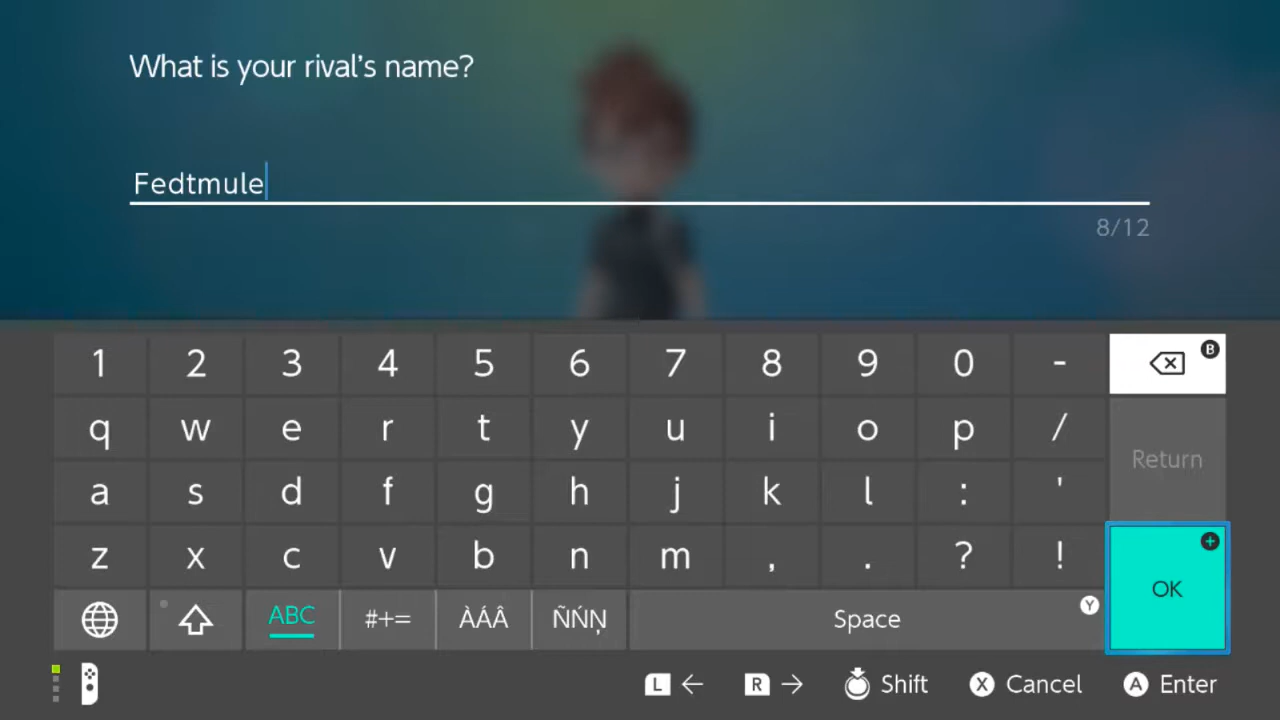 What is your rival's name?
Fedtmule
8/12
1 2 3 4 5 6 7 8 9 0 - B
q w e r t y u i o p /
Return
a s d f g h j k l : '
z x c v b n m , . ? !
+ OK
ABC #+= ÀÁÂ ÑŃŅ Space Y
L ← R → Shift X Cancel A Enter